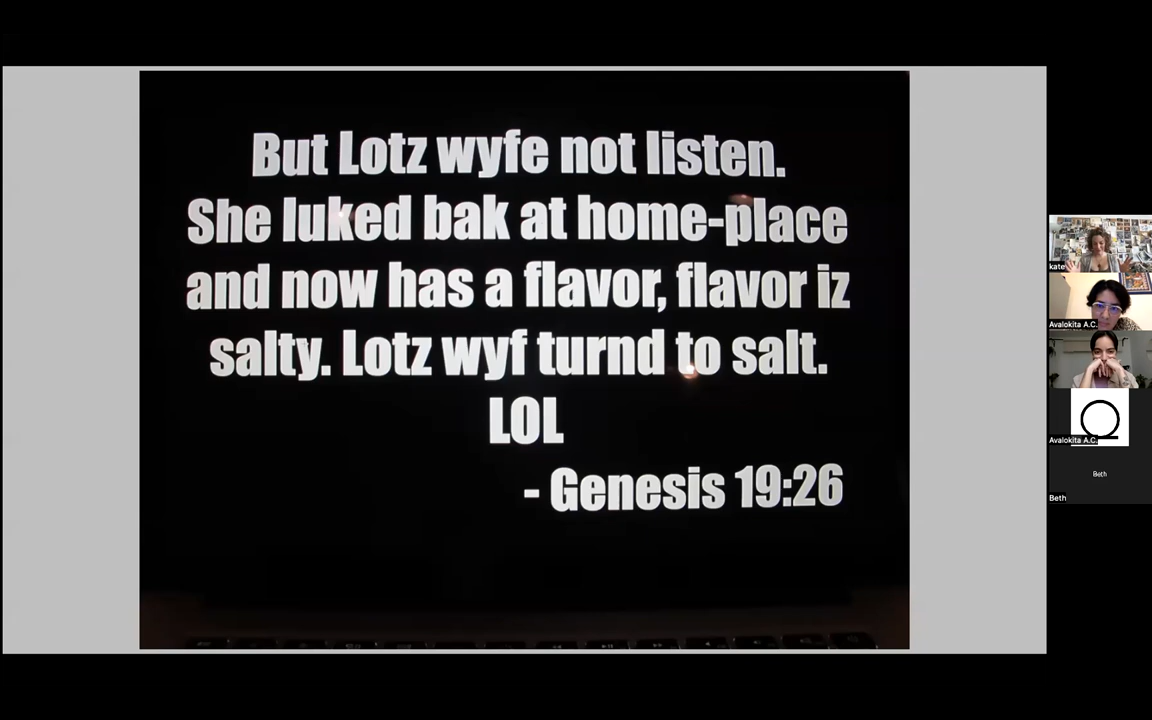 But Lotz wyfe not listen.
She luked bak at home-place
and now has a flavor, flavor iz
salty. Lotz wyf turnd to salt.
LOL
- Genesis 19:26
kate
Avalokita A.C.
Avalokita A.C.
Beth
Beth